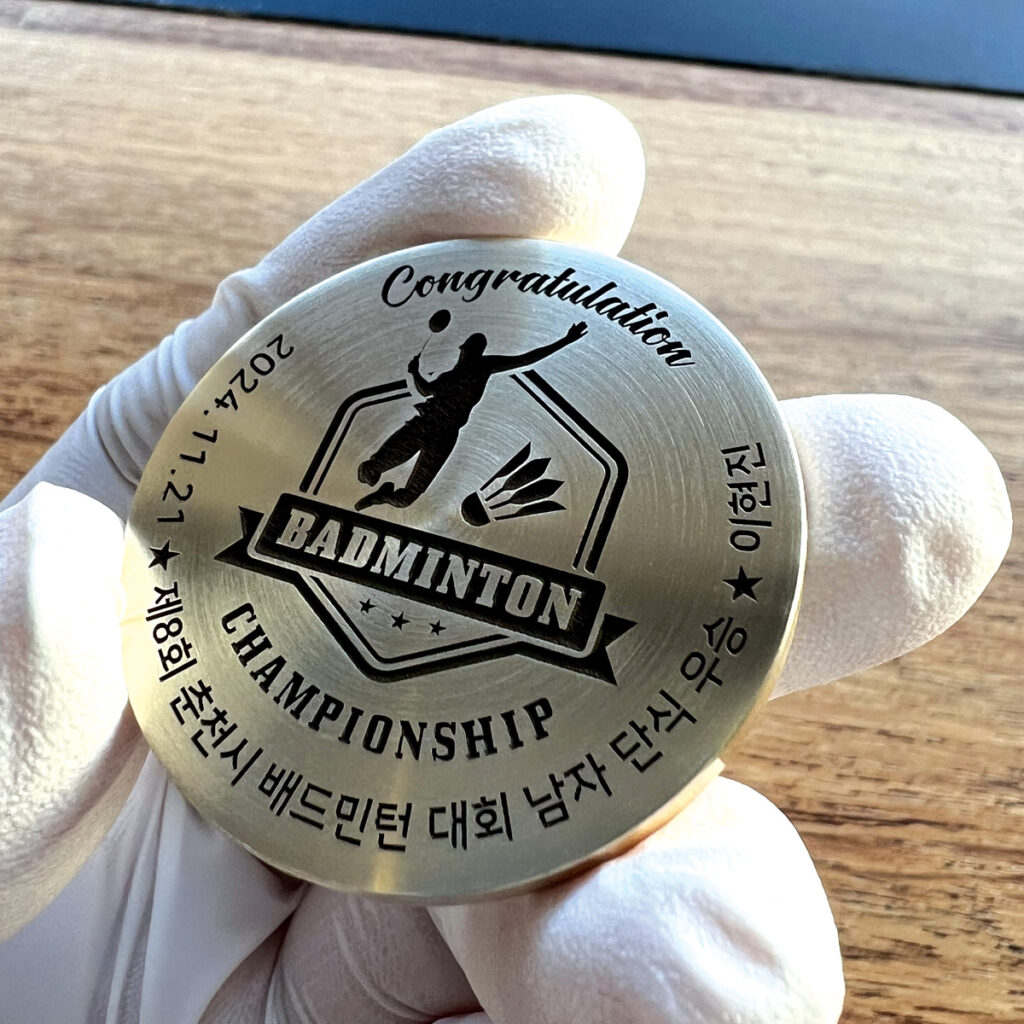 Congratulation
BADMINTON
CHAMPIONSHIP
2024.11.21 ★ 제8회 춘천시 배드민턴 대회 남자 단식 우승 ★ 이현진